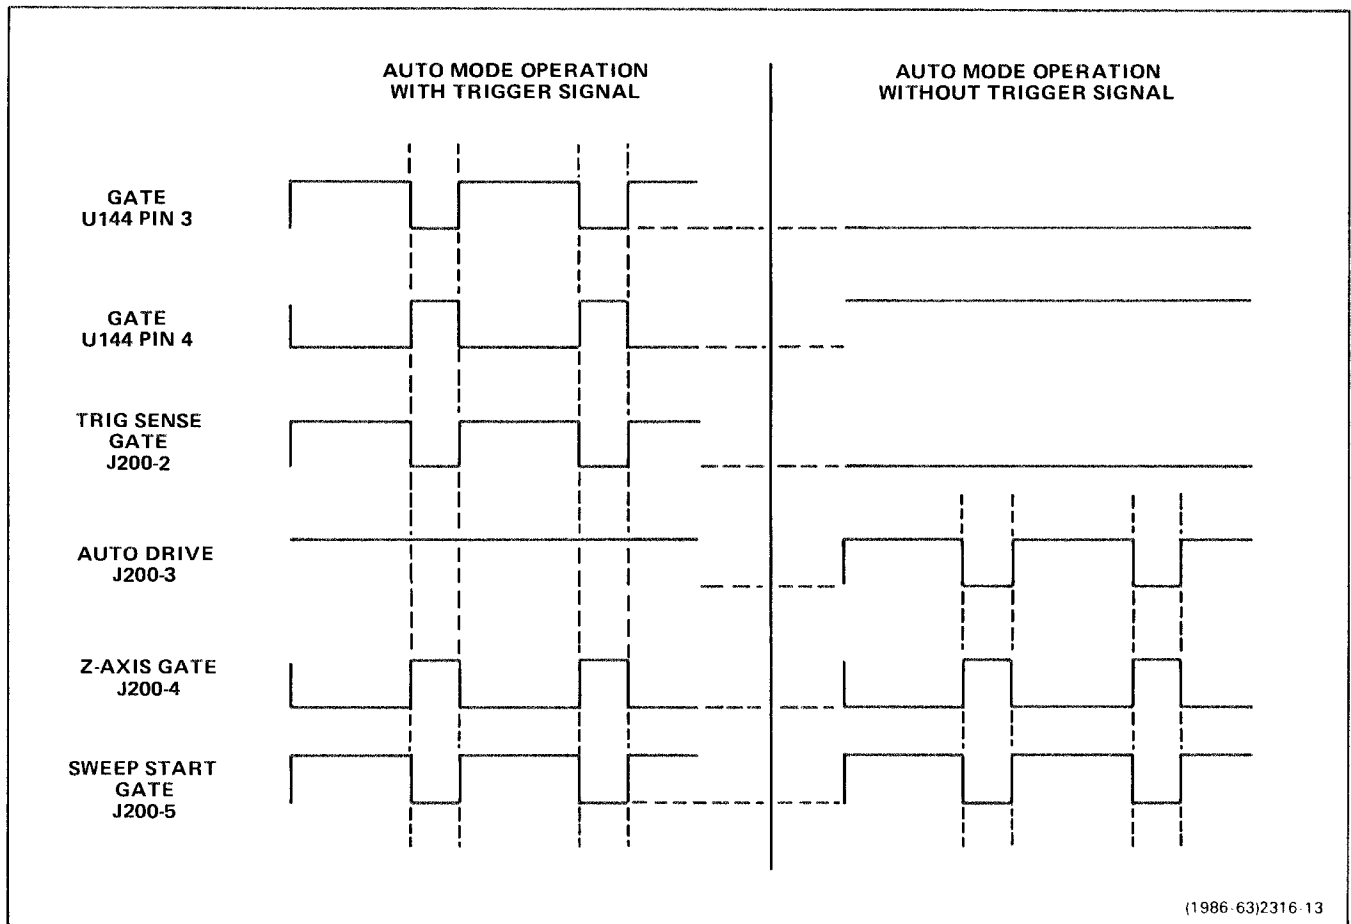 AUTO MODE OPERATION
WITH TRIGGER SIGNAL
AUTO MODE OPERATION
WITHOUT TRIGGER SIGNAL
GATE
U144 PIN 3
GATE
U144 PIN 4
TRIG SENSE
GATE
J200-2
AUTO DRIVE
J200-3
Z-AXIS GATE
J200-4
SWEEP START
GATE
J200-5
(1986-63)2316-13